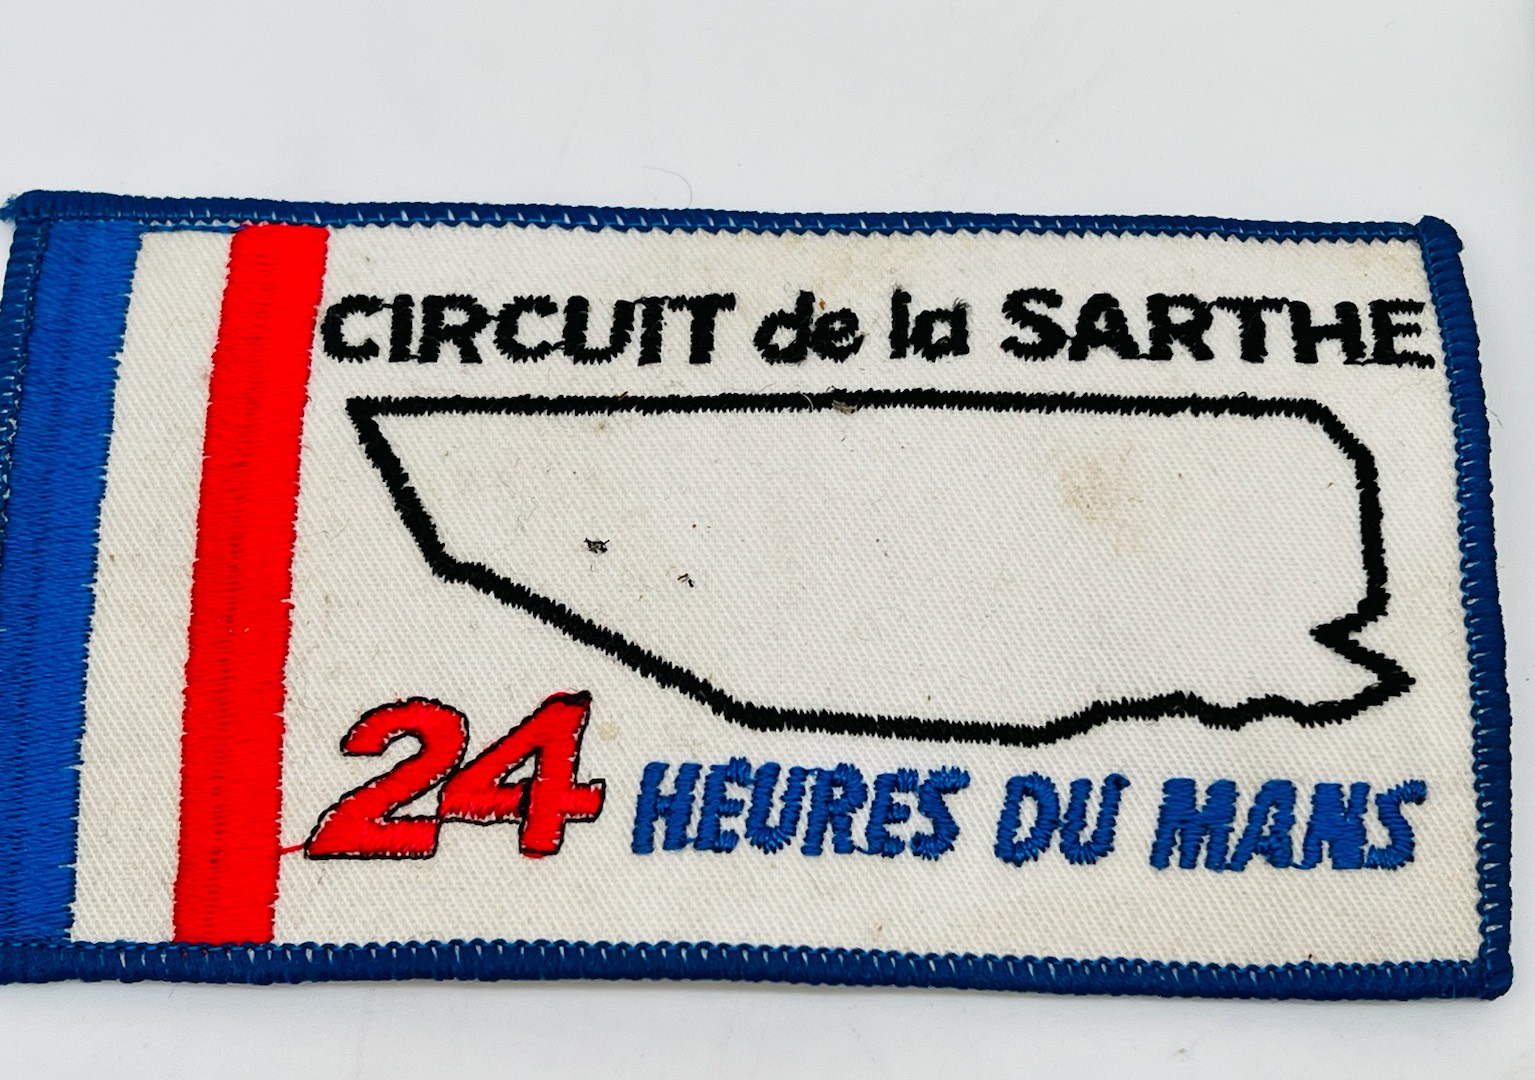 CIRCUIT de la SARTHE
24 HEURES DU MANS